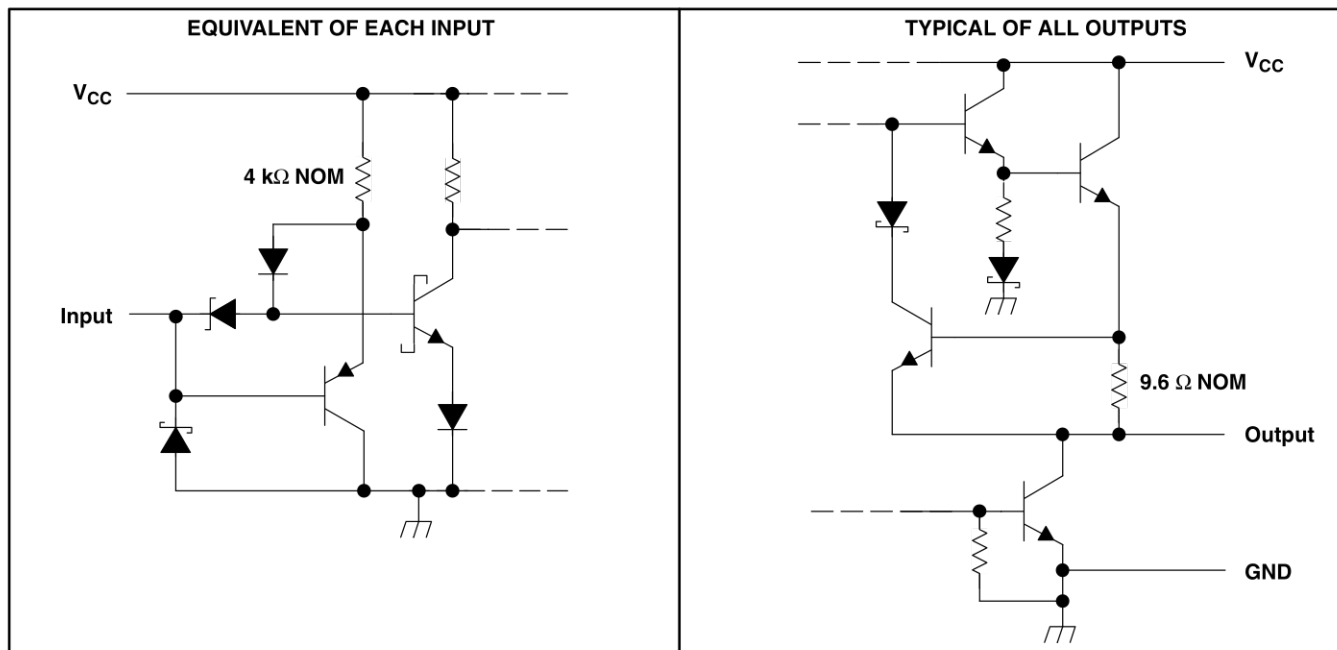 EQUIVALENT OF EACH INPUT
VCC
4 kΩ NOM
Input
TYPICAL OF ALL OUTPUTS
VCC
9.6 Ω NOM
Output
GND